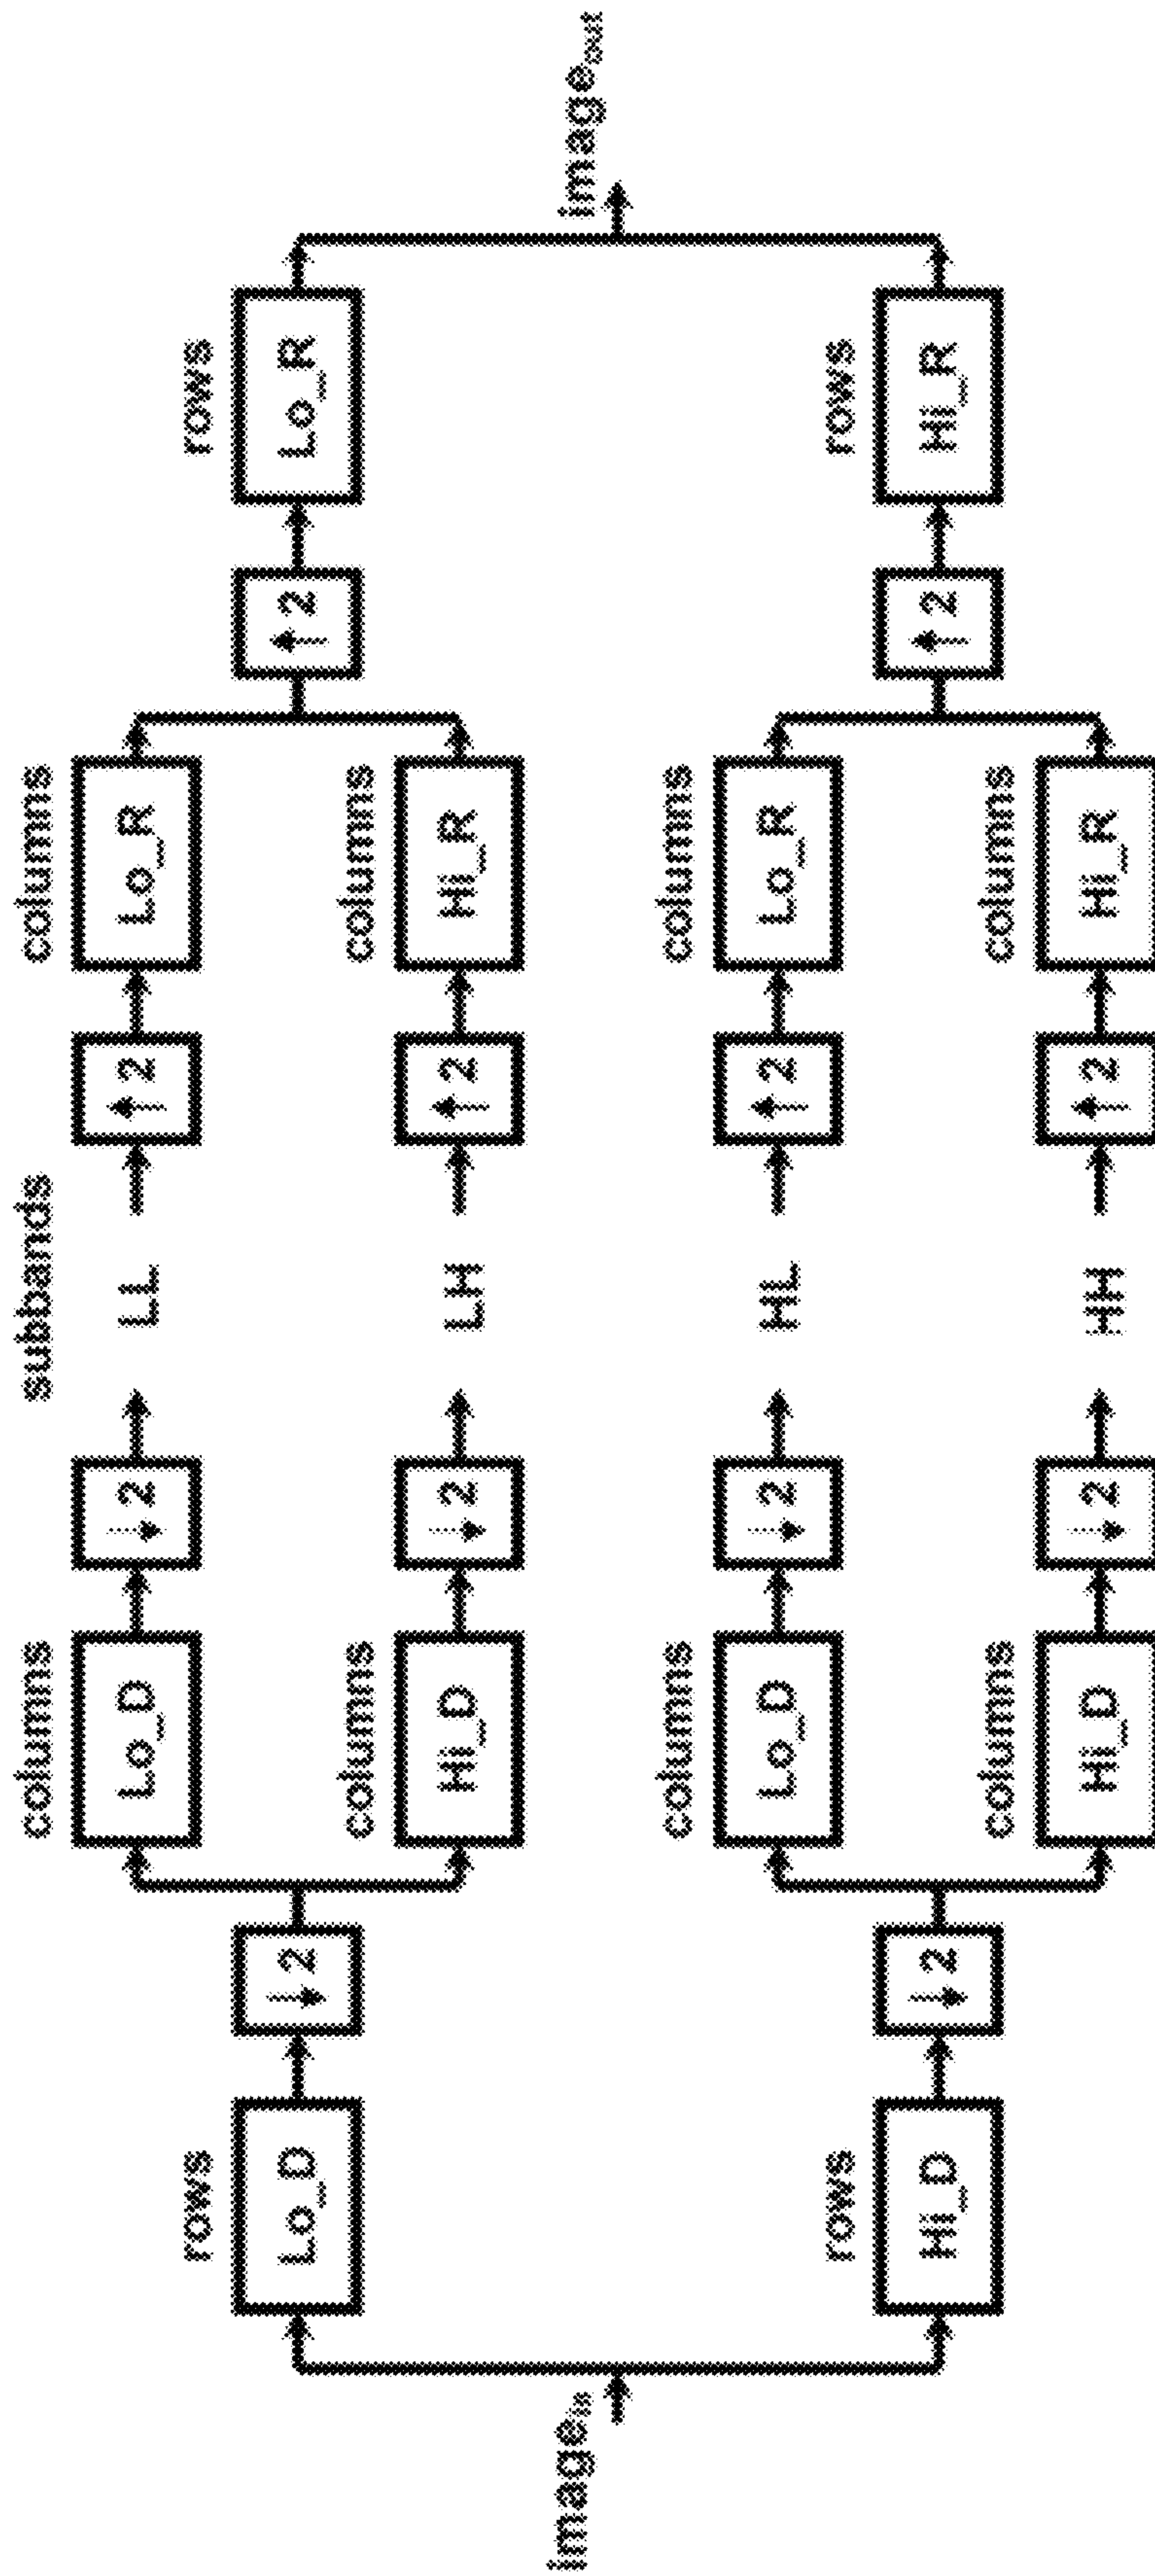 columns subbands columns
Lo_D ↓ 2 LL ↑ 2 Lo_R
rows rows
Lo_D ↓ 2 ↑ 2 Lo_R
columns columns
Hi_D ↓ 2 LH ↑ 2 Hi_R
image_in image_out
columns columns
Lo_D ↓ 2 HL ↑ 2 Lo_R
rows rows
Hi_D ↓ 2 ↑ 2 Hi_R
columns columns
Hi_D ↓ 2 HH ↑ 2 Hi_R